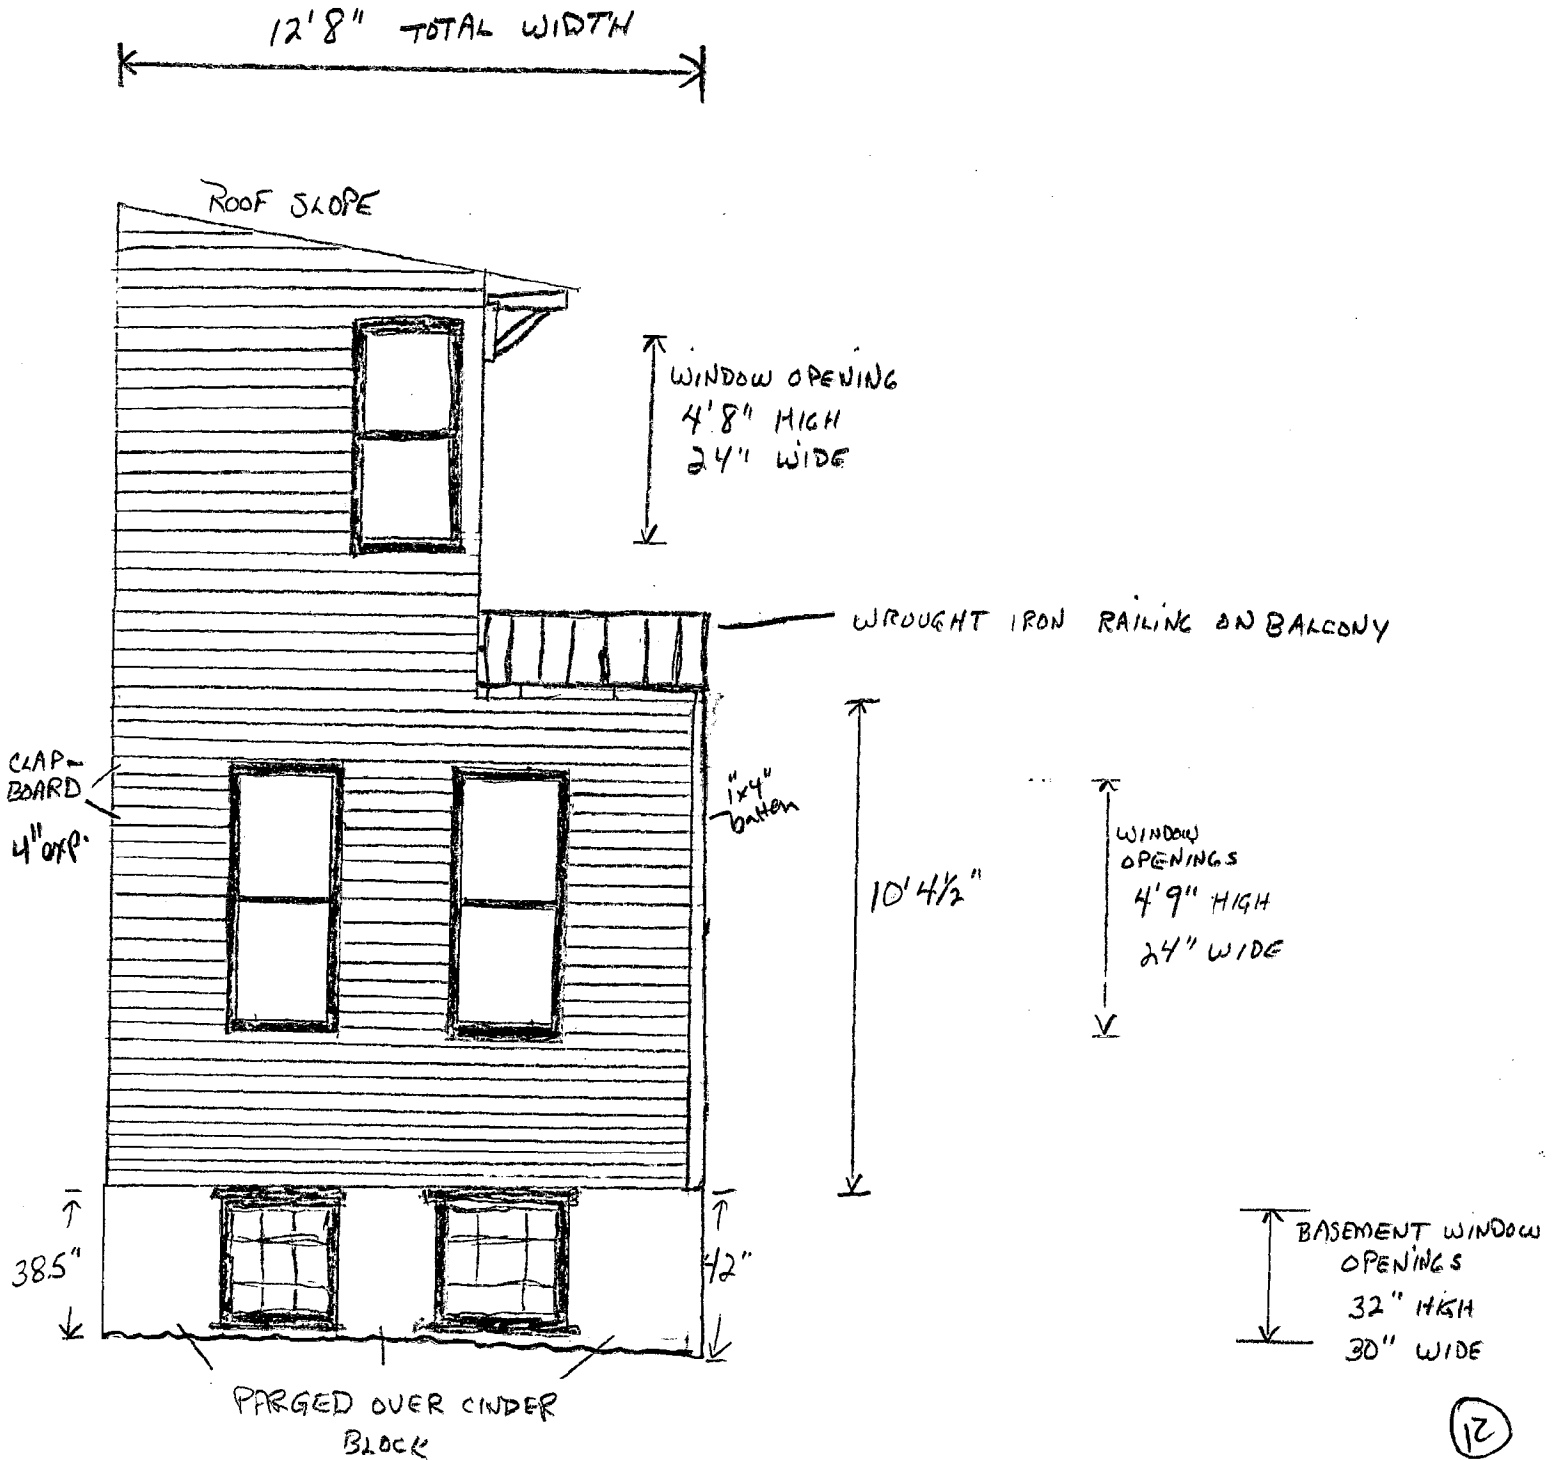 12'8" TOTAL WIDTH
ROOF SLOPE
WINDOW OPENING
4'8" HIGH
24" WIDE
WROUGHT IRON RAILING ON BALCONY
CLAP-
BOARD
4" exp.
1"x4"
batten
10'4½"
WINDOW
OPENINGS
4'9" HIGH
24" WIDE
38.5"
42"
BASEMENT WINDOW
OPENINGS
32" HIGH
30" WIDE
PARGED OVER CINDER
BLOCK
12